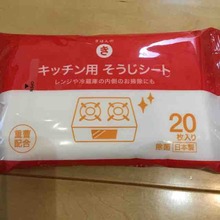 きほんの
き
キッチン用 そうじシート
レンジや冷蔵庫の内側のお掃除にも
重曹
配合
20
枚入り
無菌 日本製